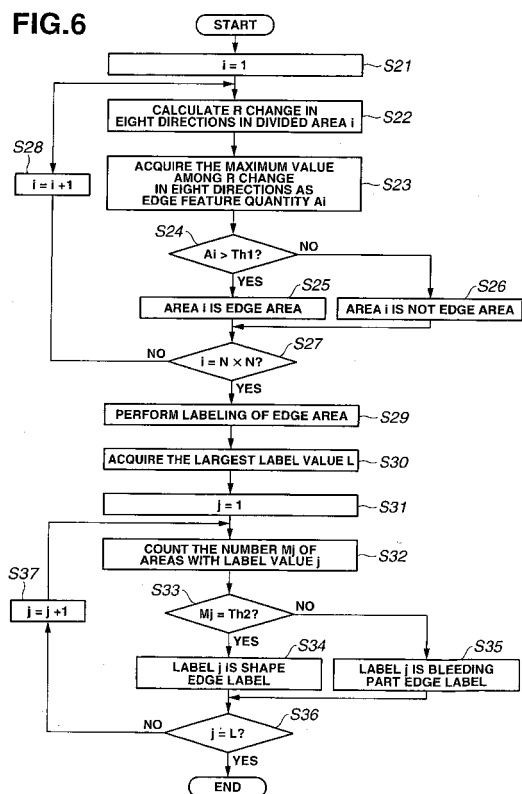 FIG.6
START
i = 1
S21
CALCULATE R CHANGE IN
EIGHT DIRECTIONS IN DIVIDED AREA i
S22
S28
i = i +1
ACQUIRE THE MAXIMUM VALUE
AMONG R CHANGE
IN EIGHT DIRECTIONS AS
EDGE FEATURE QUANTITY Ai
S23
S24
Ai > Th1?
NO
YES
S25
S26
AREA i IS EDGE AREA
AREA i IS NOT EDGE AREA
S27
NO
i = N × N?
YES
PERFORM LABELING OF EDGE AREA
S29
ACQUIRE THE LARGEST LABEL VALUE L
S30
j = 1
S31
COUNT THE NUMBER Mj OF
AREAS WITH LABEL VALUE j
S32
S37
j = j +1
S33
Mj = Th2?
NO
YES
S34
S35
LABEL j IS SHAPE
EDGE LABEL
LABEL j IS BLEEDING
PART EDGE LABEL
S36
NO
j = L?
YES
END